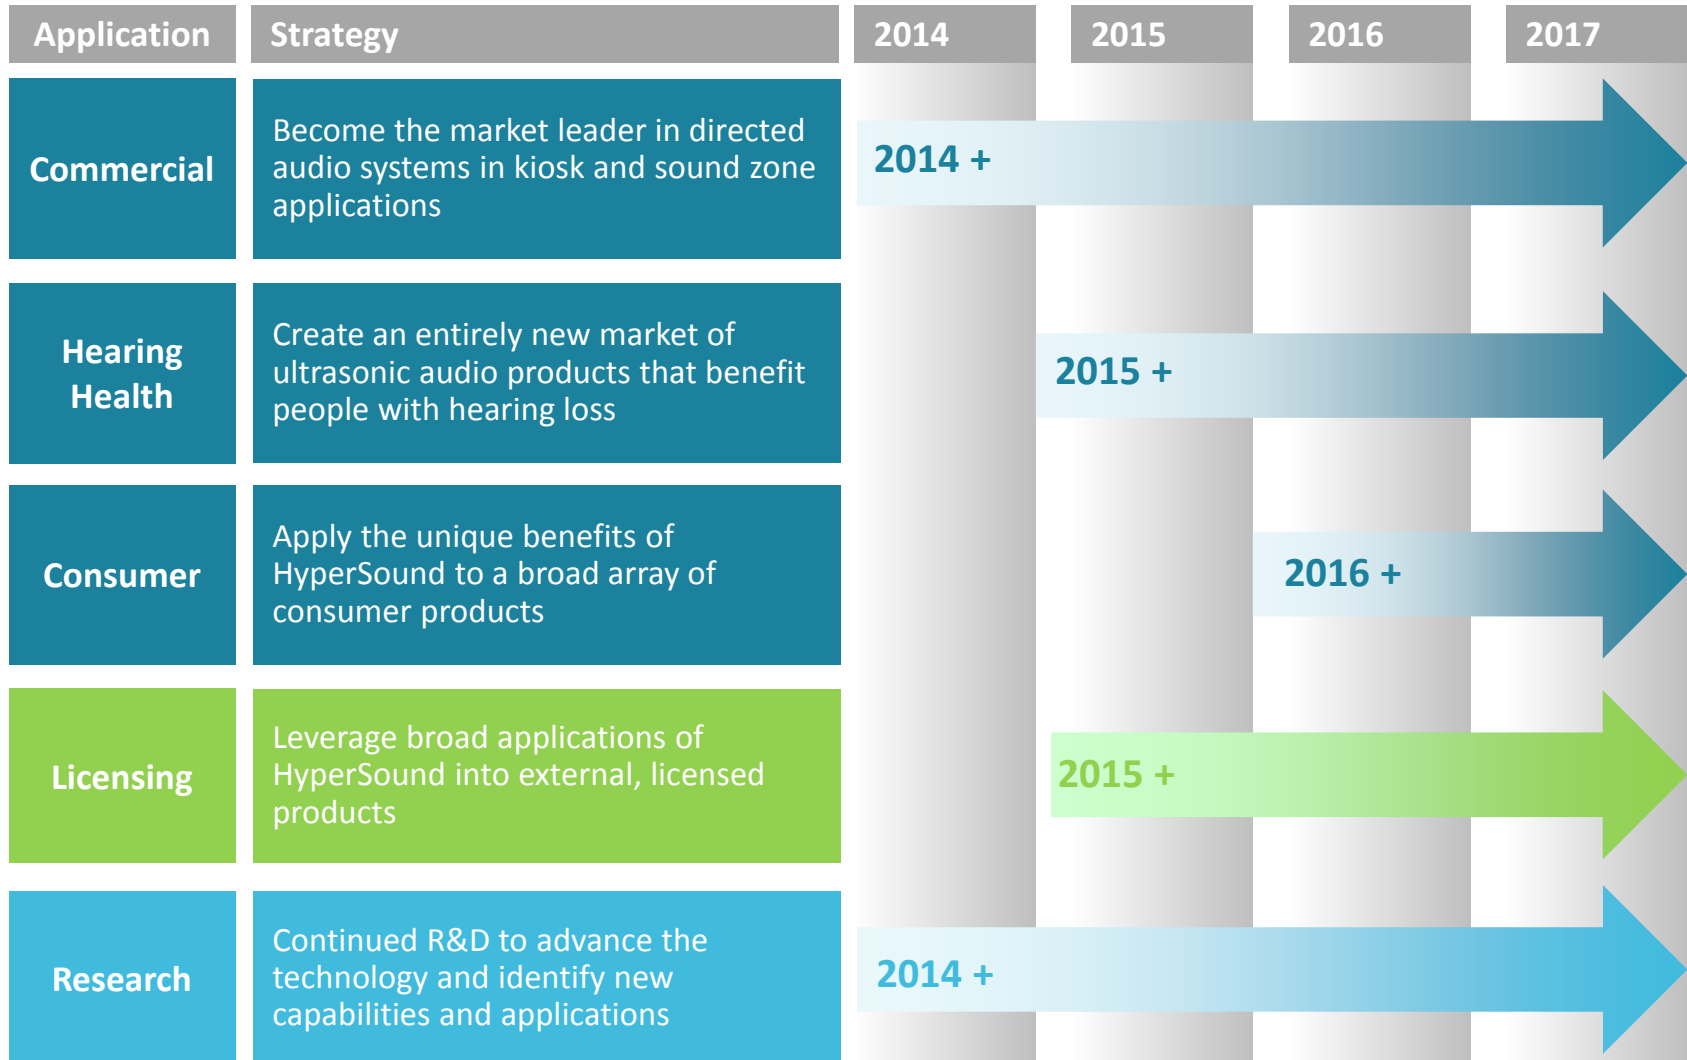 Application Strategy 2014 2015 2016 2017
Commercial
Become the market leader in directed
audio systems in kiosk and sound zone
applications
2014 +
Hearing
Health
Create an entirely new market of
ultrasonic audio products that benefit
people with hearing loss
2015 +
Consumer
Apply the unique benefits of
HyperSound to a broad array of
consumer products
2016 +
Licensing
Leverage broad applications of
HyperSound into external, licensed
products
2015 +
Research
Continued R&D to advance the
technology and identify new
capabilities and applications
2014 +